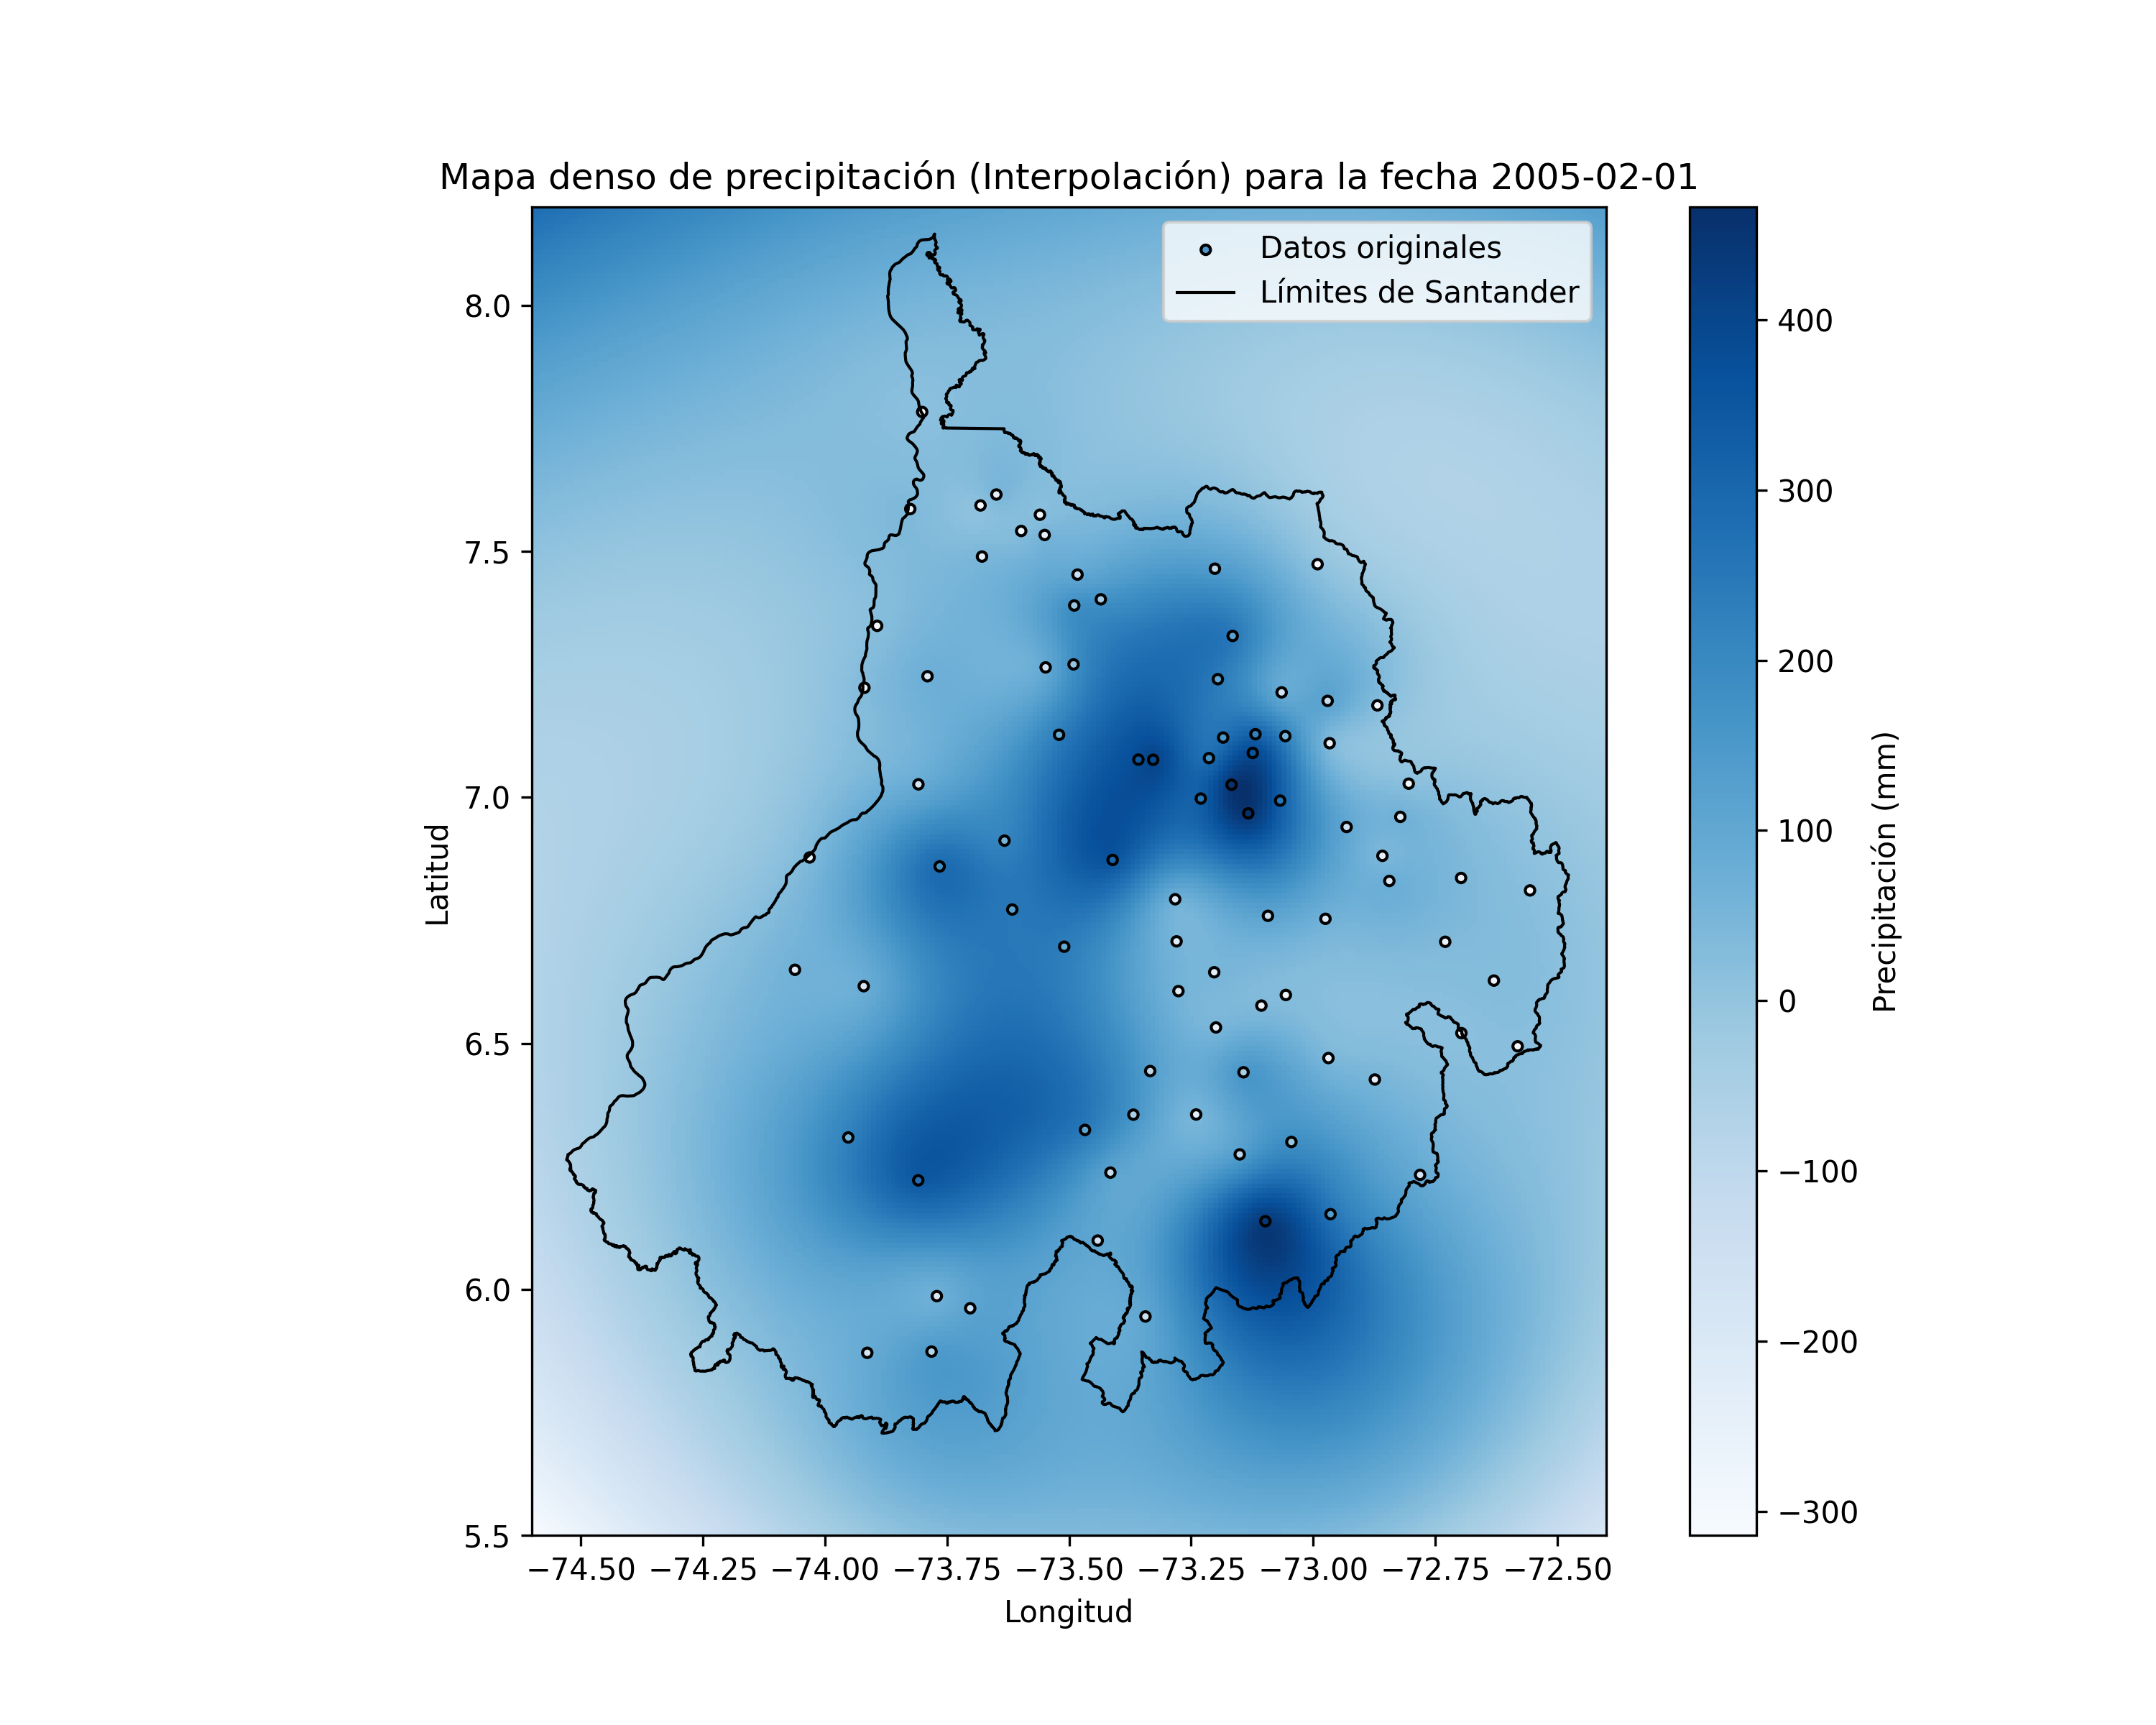 Mapa denso de precipitación (Interpolación) para la fecha 2005-02-01
Datos originales
Límites de Santander
8.0
7.5
7.0
6.5
6.0
5.5
Latitud
−74.50 −74.25 −74.00 −73.75 −73.50 −73.25 −73.00 −72.75 −72.50
Longitud
400
300
200
100
0
−100
−200
−300
Precipitación (mm)